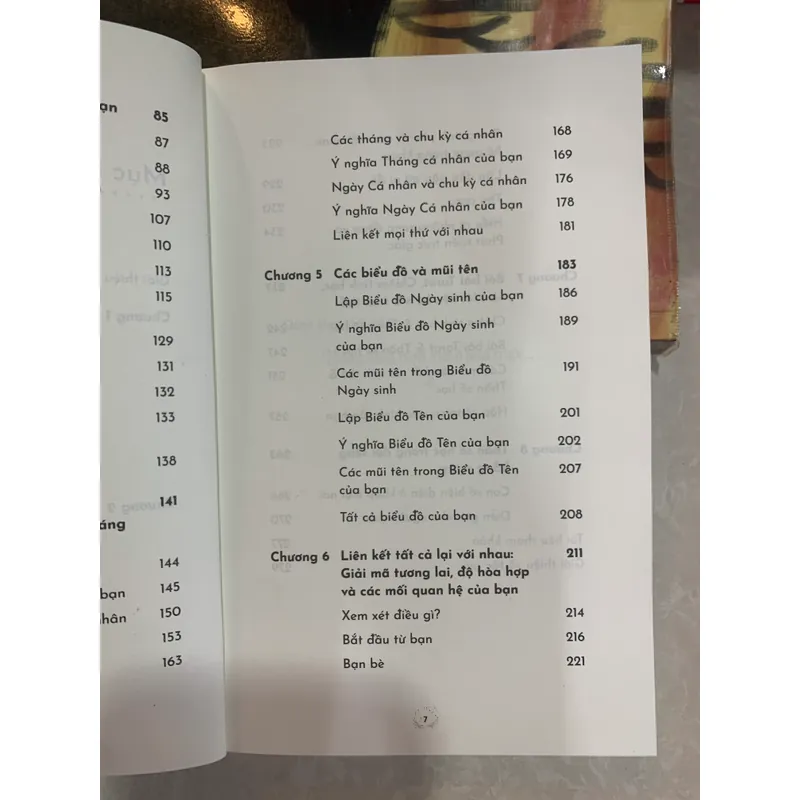 ạn 85
87
88
93
107
110
113
115
129
131
132
133
138
141
áng
144
bạn 145
nhân 150
153
163
Các tháng và chu kỳ cá nhân 168
Ý nghĩa Tháng cá nhân của bạn 169
Ngày Cá nhân và chu kỳ cá nhân 176
Ý nghĩa Ngày Cá nhân của bạn 178
Liên kết mọi thứ với nhau 181
Chương 5 Các biểu đồ và mũi tên 183
Lập Biểu đồ Ngày sinh của bạn 186
Ý nghĩa Biểu đồ Ngày sinh 189
của bạn
Các mũi tên trong Biểu đồ 191
Ngày sinh
Lập Biểu đồ Tên của bạn 201
Ý nghĩa Biểu đồ Tên của bạn 202
Các mũi tên trong Biểu đồ Tên 207
của bạn
Tất cả biểu đồ của bạn 208
Chương 6 Liên kết tất cả lại với nhau: 211
Giải mã tương lai, độ hòa hợp
và các mối quan hệ của bạn
Xem xét điều gì? 214
Bắt đầu từ bạn 216
Bạn bè 221
7